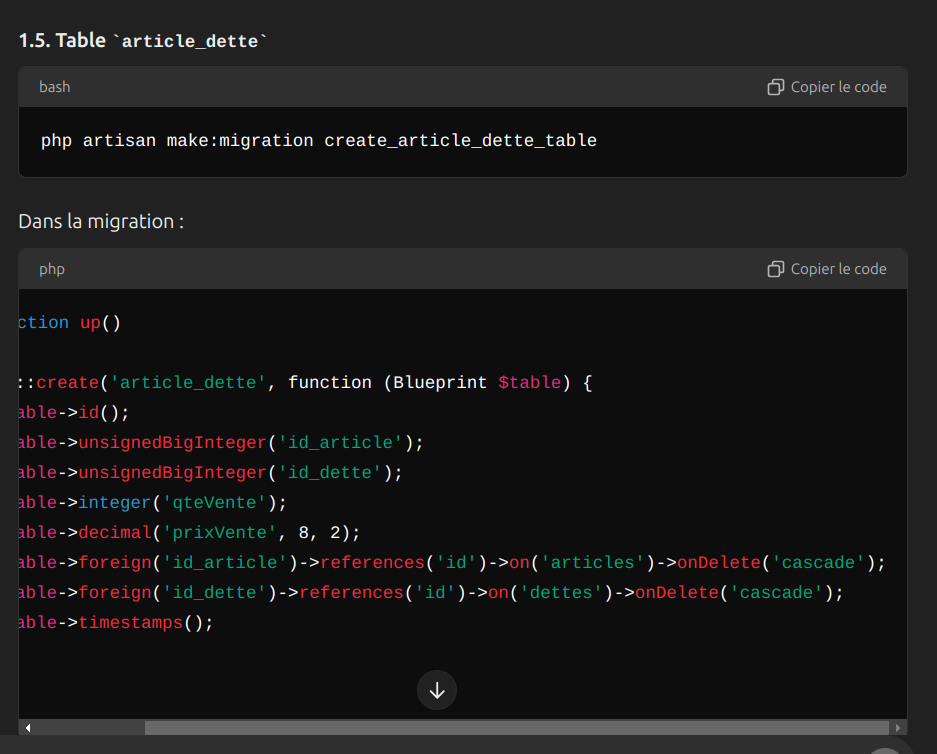 1.5. Table `article_dette`
bash
Copier le code
php artisan make:migration create_article_dette_table
Dans la migration :
php
Copier le code
ction up()
::create('article_dette', function (Blueprint $table) {
able->id();
able->unsignedBigInteger('id_article');
able->unsignedBigInteger('id_dette');
able->integer('qteVente');
able->decimal('prixVente', 8, 2);
able->foreign('id_article')->references('id')->on('articles')->onDelete('cascade');
able->foreign('id_dette')->references('id')->on('dettes')->onDelete('cascade');
able->timestamps();